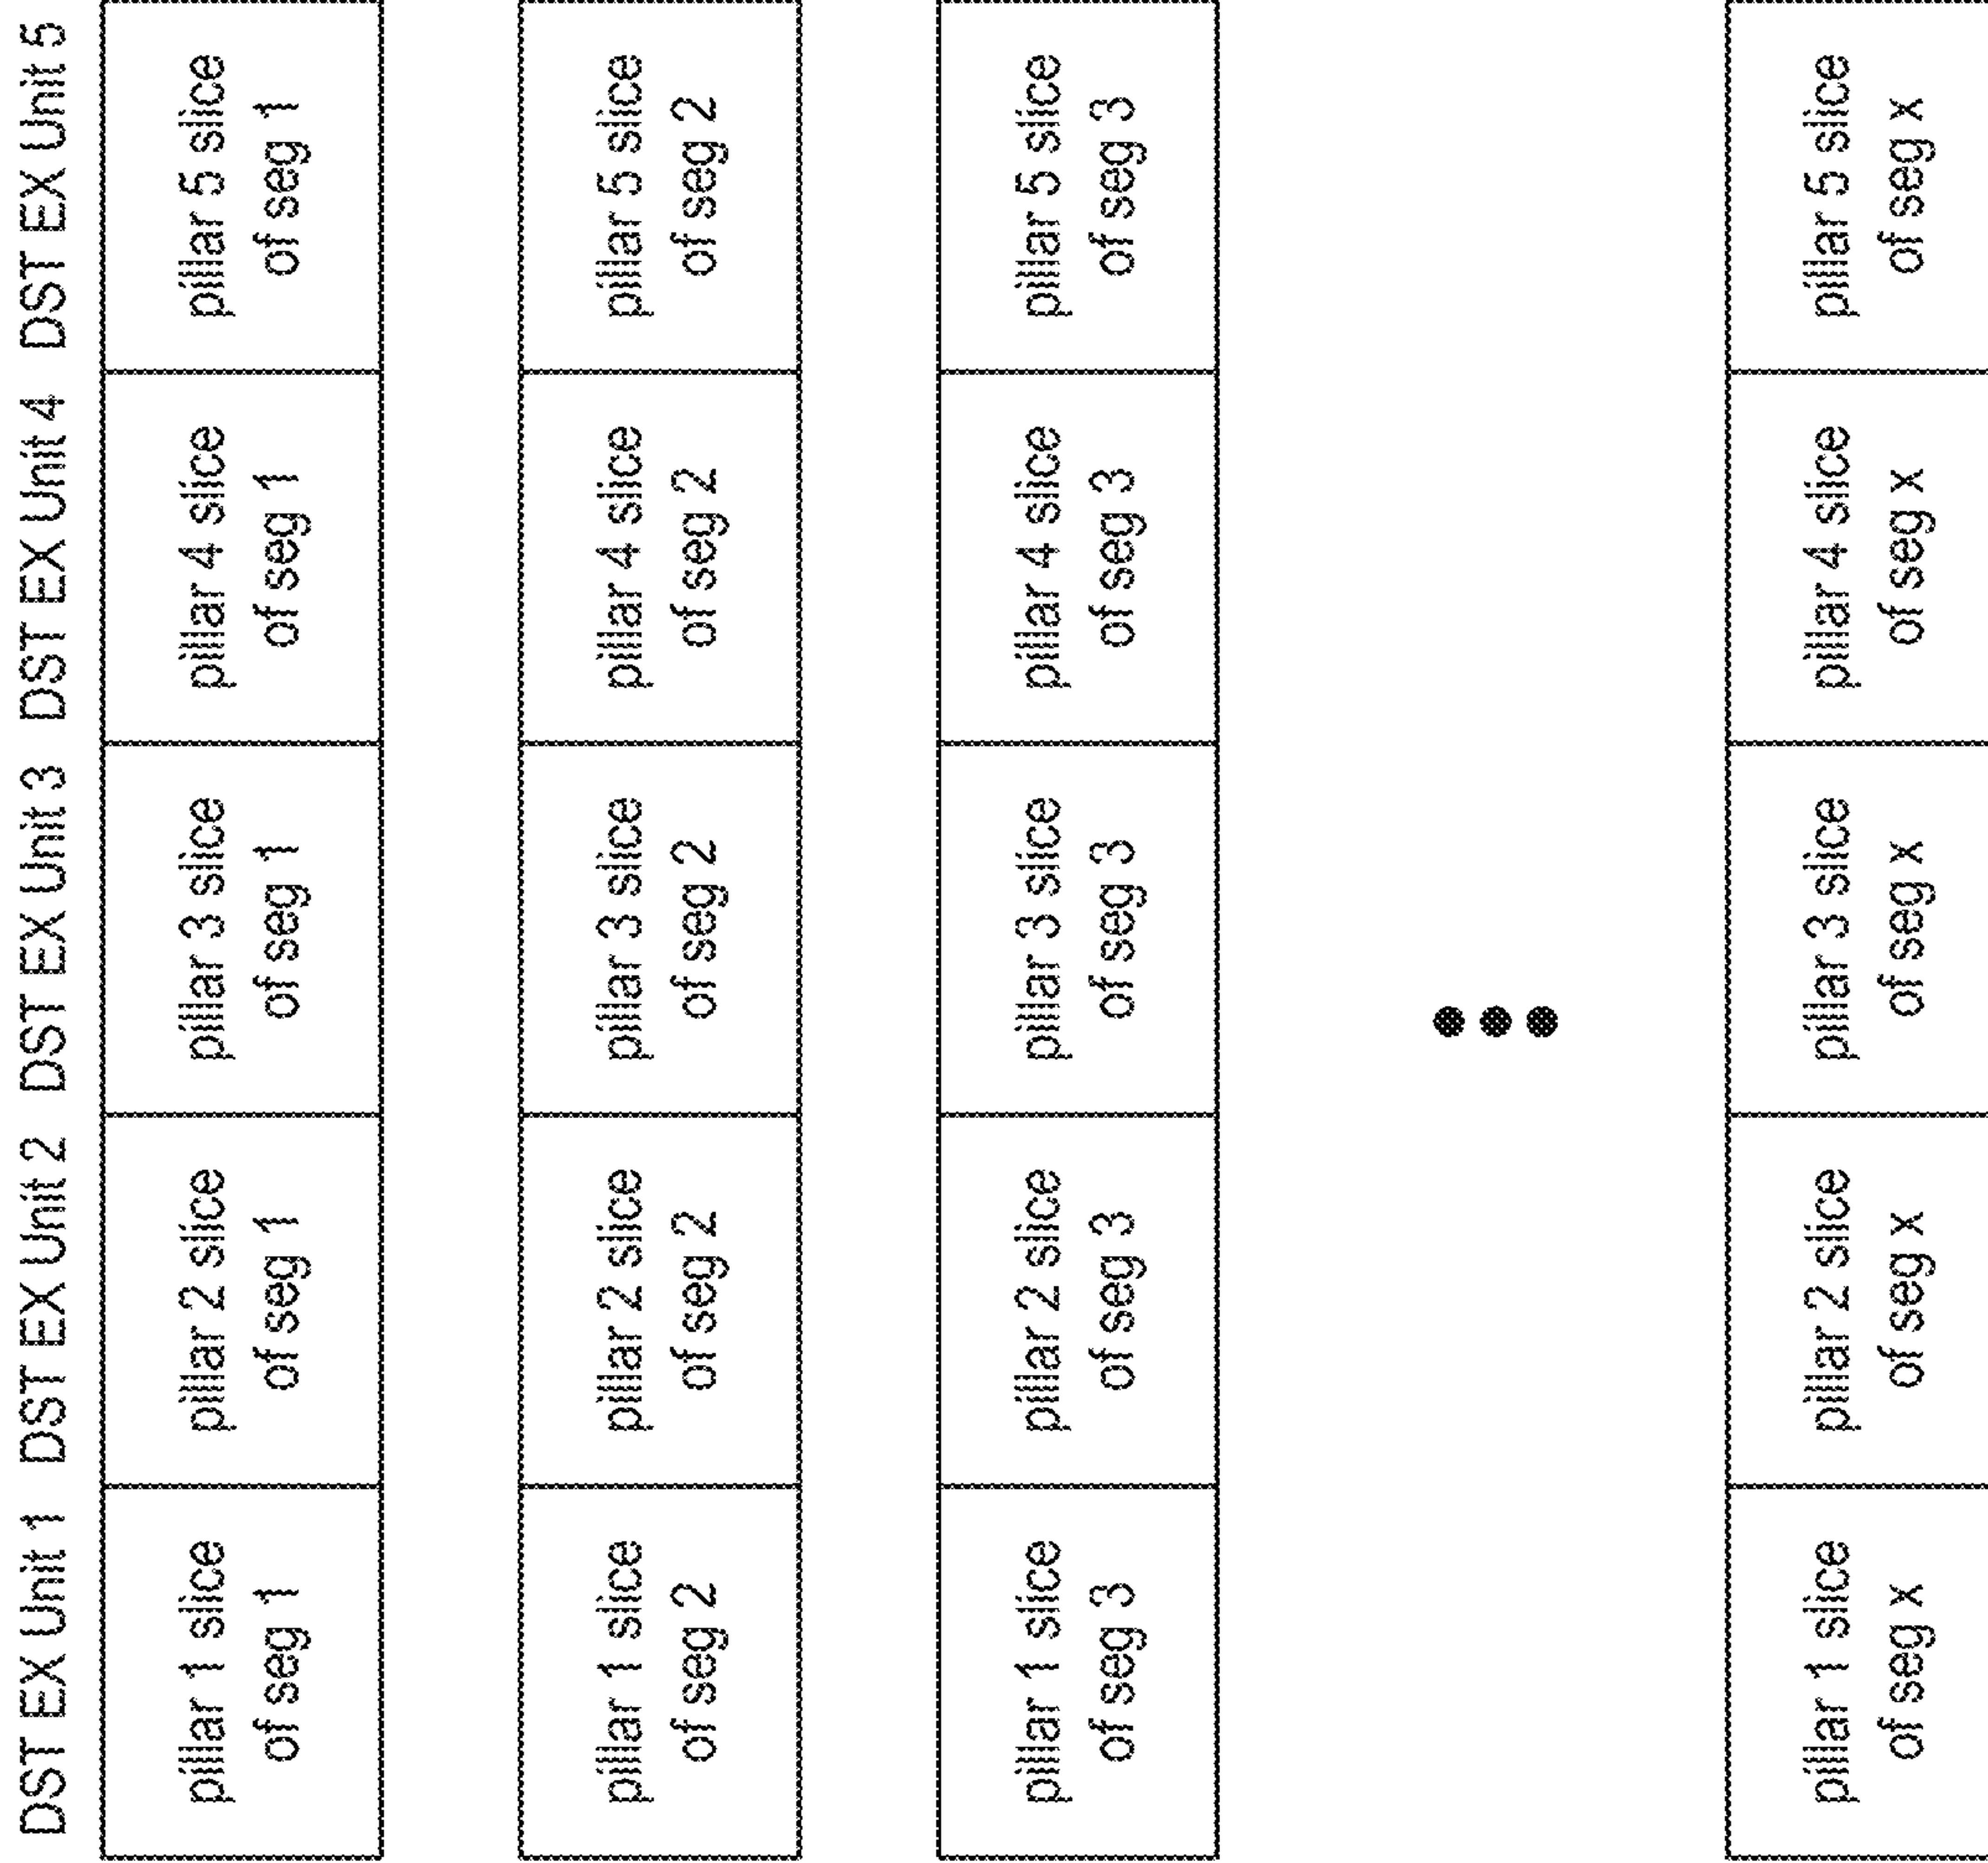 DST EX Unit 1 DST EX Unit 2 DST EX Unit 3 DST EX Unit 4 DST EX Unit 5
pillar 1 slice
of seg 1
pillar 2 slice
of seg 1
pillar 3 slice
of seg 1
pillar 4 slice
of seg 1
pillar 5 slice
of seg 1
pillar 1 slice
of seg 2
pillar 2 slice
of seg 2
pillar 3 slice
of seg 2
pillar 4 slice
of seg 2
pillar 5 slice
of seg 2
pillar 1 slice
of seg 3
pillar 2 slice
of seg 3
pillar 3 slice
of seg 3
pillar 4 slice
of seg 3
pillar 5 slice
of seg 3
pillar 1 slice
of seg x
pillar 2 slice
of seg x
pillar 3 slice
of seg x
pillar 4 slice
of seg x
pillar 5 slice
of seg x